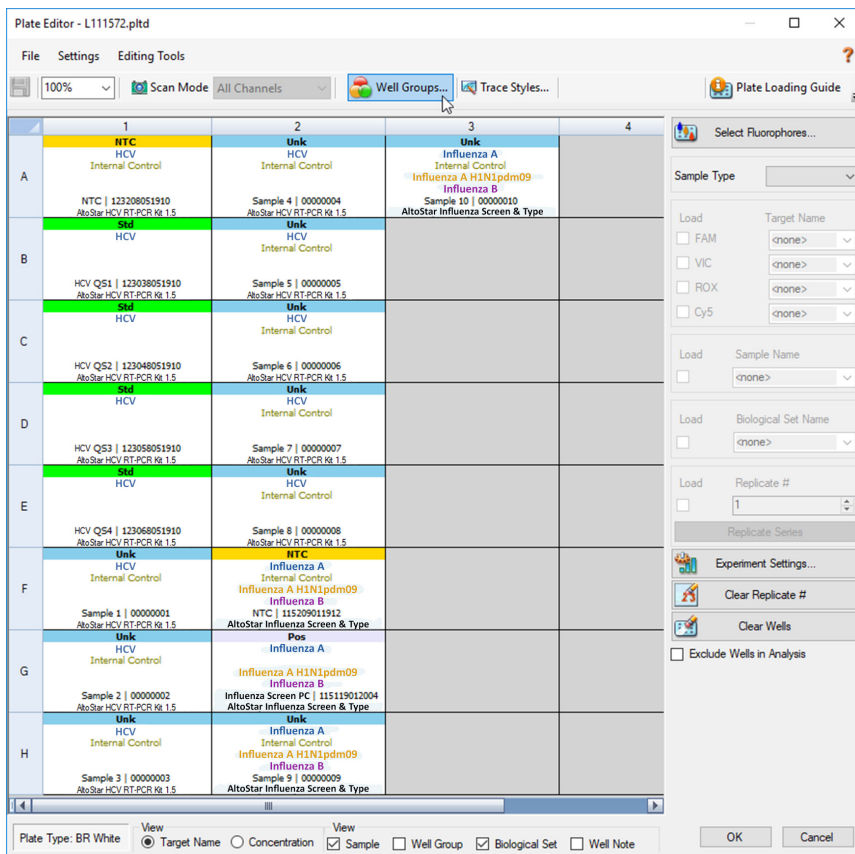 Plate Editor - L111572.pltd
File Settings Editing Tools
100% Scan Mode All Channels Well Groups... Trace Styles... Plate Loading Guide
1 2 3 4
A
NTC
HCV
Internal Control
NTC | 123208051910
AltoStar HCV RT-PCR Kit 1.5
Unk
HCV
Internal Control
Sample 4 | 00000004
AltoStar HCV RT-PCR Kit 1.5
Unk
Influenza A
Internal Control
Influenza A H1N1pdm09
Influenza B
Sample 10 | 00000010
AltoStar Influenza Screen & Type
B
Std
HCV
HCV QS1 | 123038051910
AltoStar HCV RT-PCR Kit 1.5
Unk
HCV
Internal Control
Sample 5 | 00000005
AltoStar HCV RT-PCR Kit 1.5
C
Std
HCV
HCV QS2 | 123048051910
AltoStar HCV RT-PCR Kit 1.5
Unk
HCV
Internal Control
Sample 6 | 00000006
AltoStar HCV RT-PCR Kit 1.5
D
Std
HCV
HCV QS3 | 123058051910
AltoStar HCV RT-PCR Kit 1.5
Unk
HCV
Internal Control
Sample 7 | 00000007
AltoStar HCV RT-PCR Kit 1.5
E
Std
HCV
HCV QS4 | 123068051910
AltoStar HCV RT-PCR Kit 1.5
Unk
HCV
Internal Control
Sample 8 | 00000008
AltoStar HCV RT-PCR Kit 1.5
F
Unk
HCV
Internal Control
Sample 1 | 00000001
AltoStar HCV RT-PCR Kit 1.5
NTC
Influenza A
Internal Control
Influenza A H1N1pdm09
Influenza B
NTC | 115209011912
AltoStar Influenza Screen & Type
G
Unk
HCV
Internal Control
Sample 2 | 00000002
AltoStar HCV RT-PCR Kit 1.5
Pos
Influenza A
Influenza A H1N1pdm09
Influenza B
Influenza Screen PC | 115119012004
AltoStar Influenza Screen & Type
H
Unk
HCV
Internal Control
Sample 3 | 00000003
AltoStar HCV RT-PCR Kit 1.5
Unk
Influenza A
Internal Control
Influenza A H1N1pdm09
Influenza B
Sample 9 | 00000009
AltoStar Influenza Screen & Type
Select Fluorophores...
Sample Type
Load Target Name
FAM <none>
VIC <none>
ROX <none>
Cy5 <none>
Load Sample Name
<none>
Load Biological Set Name
<none>
Load Replicate #
1
Replicate Series
Experiment Settings...
Clear Replicate #
Clear Wells
Exclude Wells in Analysis
Plate Type: BR White
View
Target Name Concentration
View
Sample Well Group Biological Set Well Note
OK Cancel